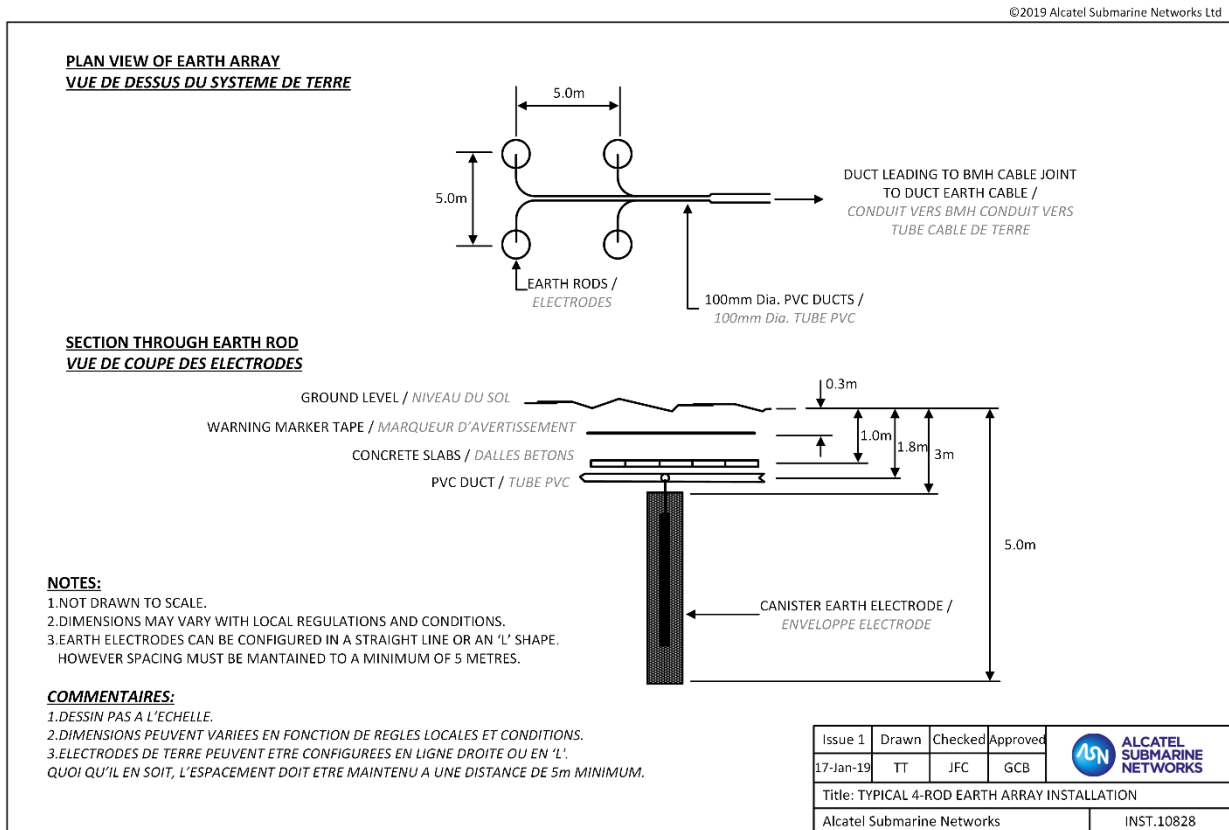 ©2019 Alcatel Submarine Networks Ltd
PLAN VIEW OF EARTH ARRAY
VUE DE DESSUS DU SYSTEME DE TERRE
5.0m
5.0m
DUCT LEADING TO BMH CABLE JOINT
TO DUCT EARTH CABLE /
CONDUIT VERS BMH CONDUIT VERS
TUBE CABLE DE TERRE
EARTH RODS /
ELECTRODES
100mm Dia. PVC DUCTS /
100mm Dia. TUBE PVC
SECTION THROUGH EARTH ROD
VUE DE COUPE DES ELECTRODES
0.3m
GROUND LEVEL / NIVEAU DU SOL
WARNING MARKER TAPE / MARQUEUR D'AVERTISSEMENT
1.0m
1.8m
3m
CONCRETE SLABS / DALLES BETONS
PVC DUCT / TUBE PVC
5.0m
CANISTER EARTH ELECTRODE /
ENVELOPPE ELECTRODE
NOTES:
1.NOT DRAWN TO SCALE.
2.DIMENSIONS MAY VARY WITH LOCAL REGULATIONS AND CONDITIONS.
3.EARTH ELECTRODES CAN BE CONFIGURED IN A STRAIGHT LINE OR AN 'L' SHAPE.
HOWEVER SPACING MUST BE MANTAINED TO A MINIMUM OF 5 METRES.
COMMENTAIRES:
1.DESSIN PAS A L'ECHELLE.
2.DIMENSIONS PEUVENT VARIEES EN FONCTION DE REGLES LOCALES ET CONDITIONS.
3.ELECTRODES DE TERRE PEUVENT ETRE CONFIGUREES EN LIGNE DROITE OU EN 'L'.
QUOI QU'IL EN SOIT, L'ESPACEMENT DOIT ETRE MAINTENU A UNE DISTANCE DE 5m MINIMUM.
Issue 1 Drawn Checked Approved
17-Jan-19 TT JFC GCB
ASN
ALCATEL
SUBMARINE
NETWORKS
Title: TYPICAL 4-ROD EARTH ARRAY INSTALLATION
Alcatel Submarine Networks INST.10828